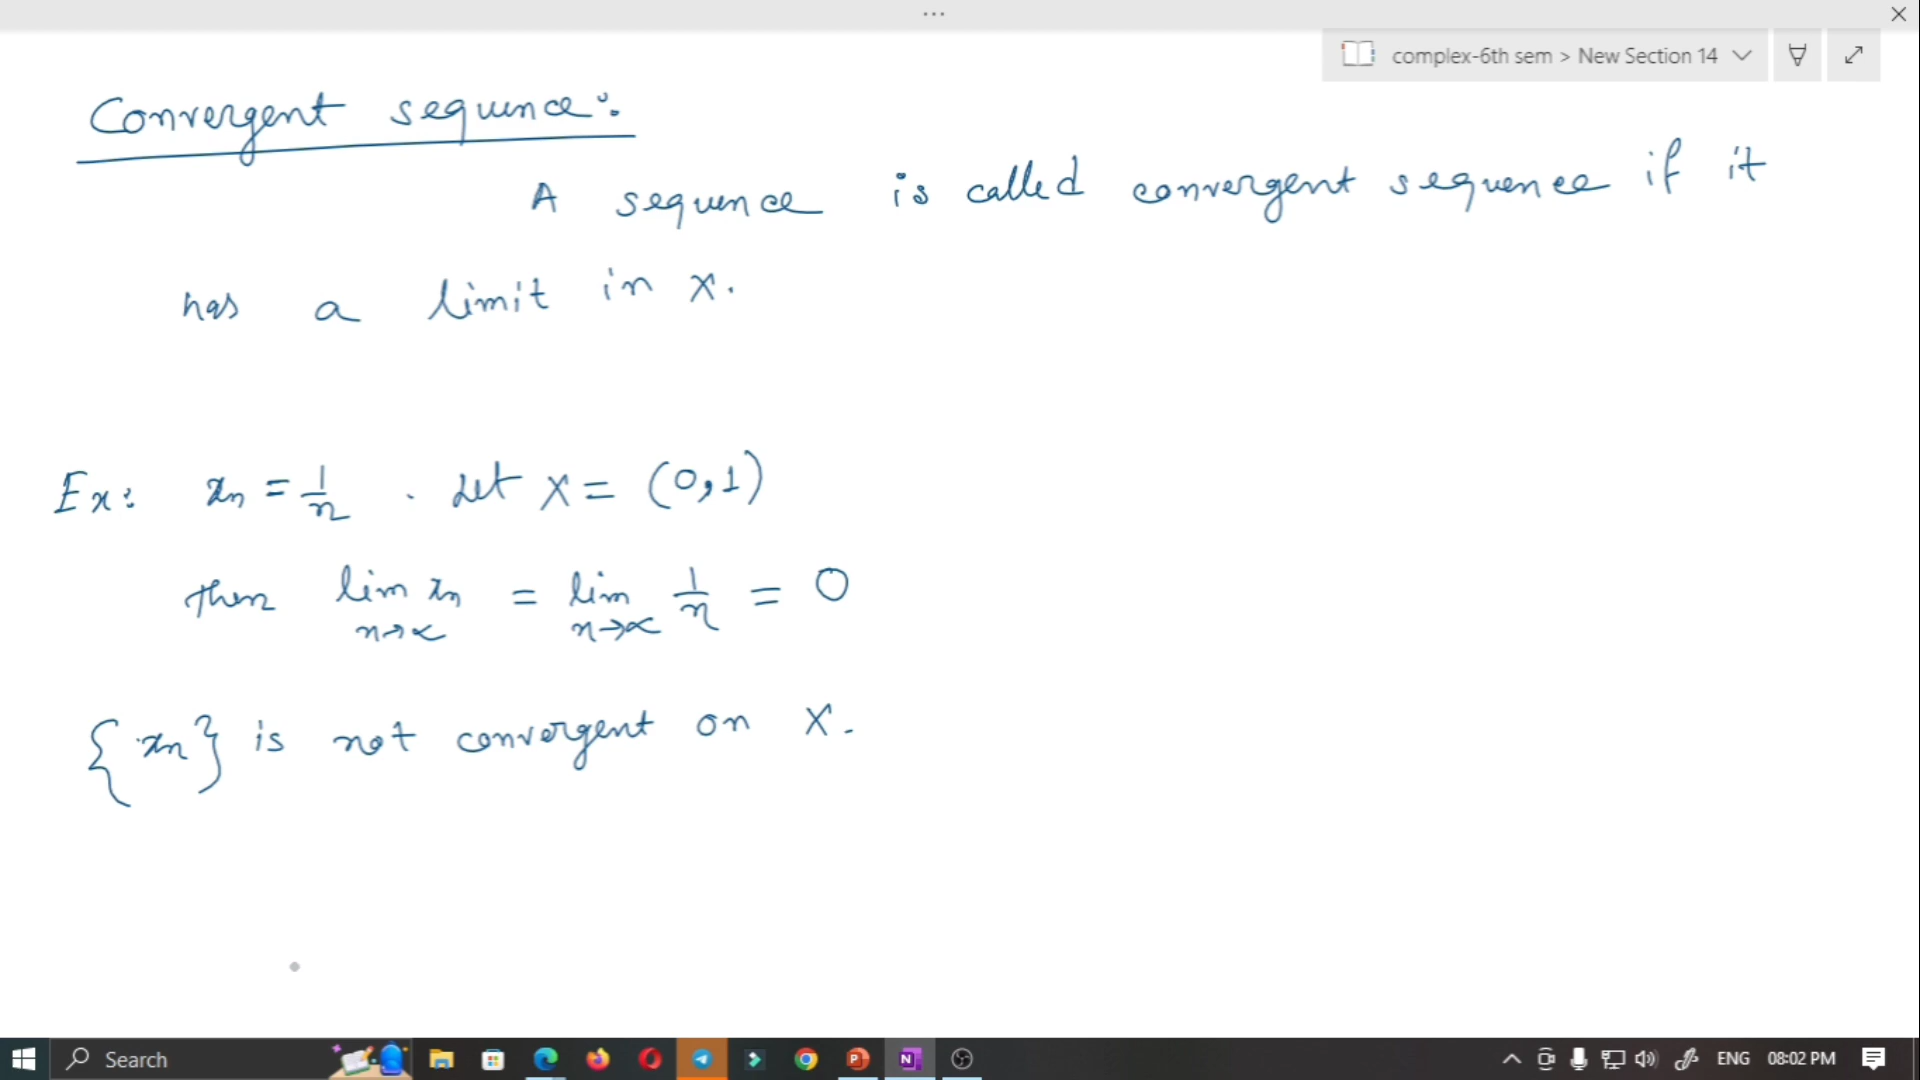 ...
complex-6th sem > New Section 14
Convergent sequence:
A sequence is called convergent sequence if it
has a limit in X.
Ex: xn = 1/n . Let X = (0,1)
then lim n→∞ xn = lim n→∞ 1/n = 0
{xn} is not convergent on X.
Search
ENG 08:02 PM